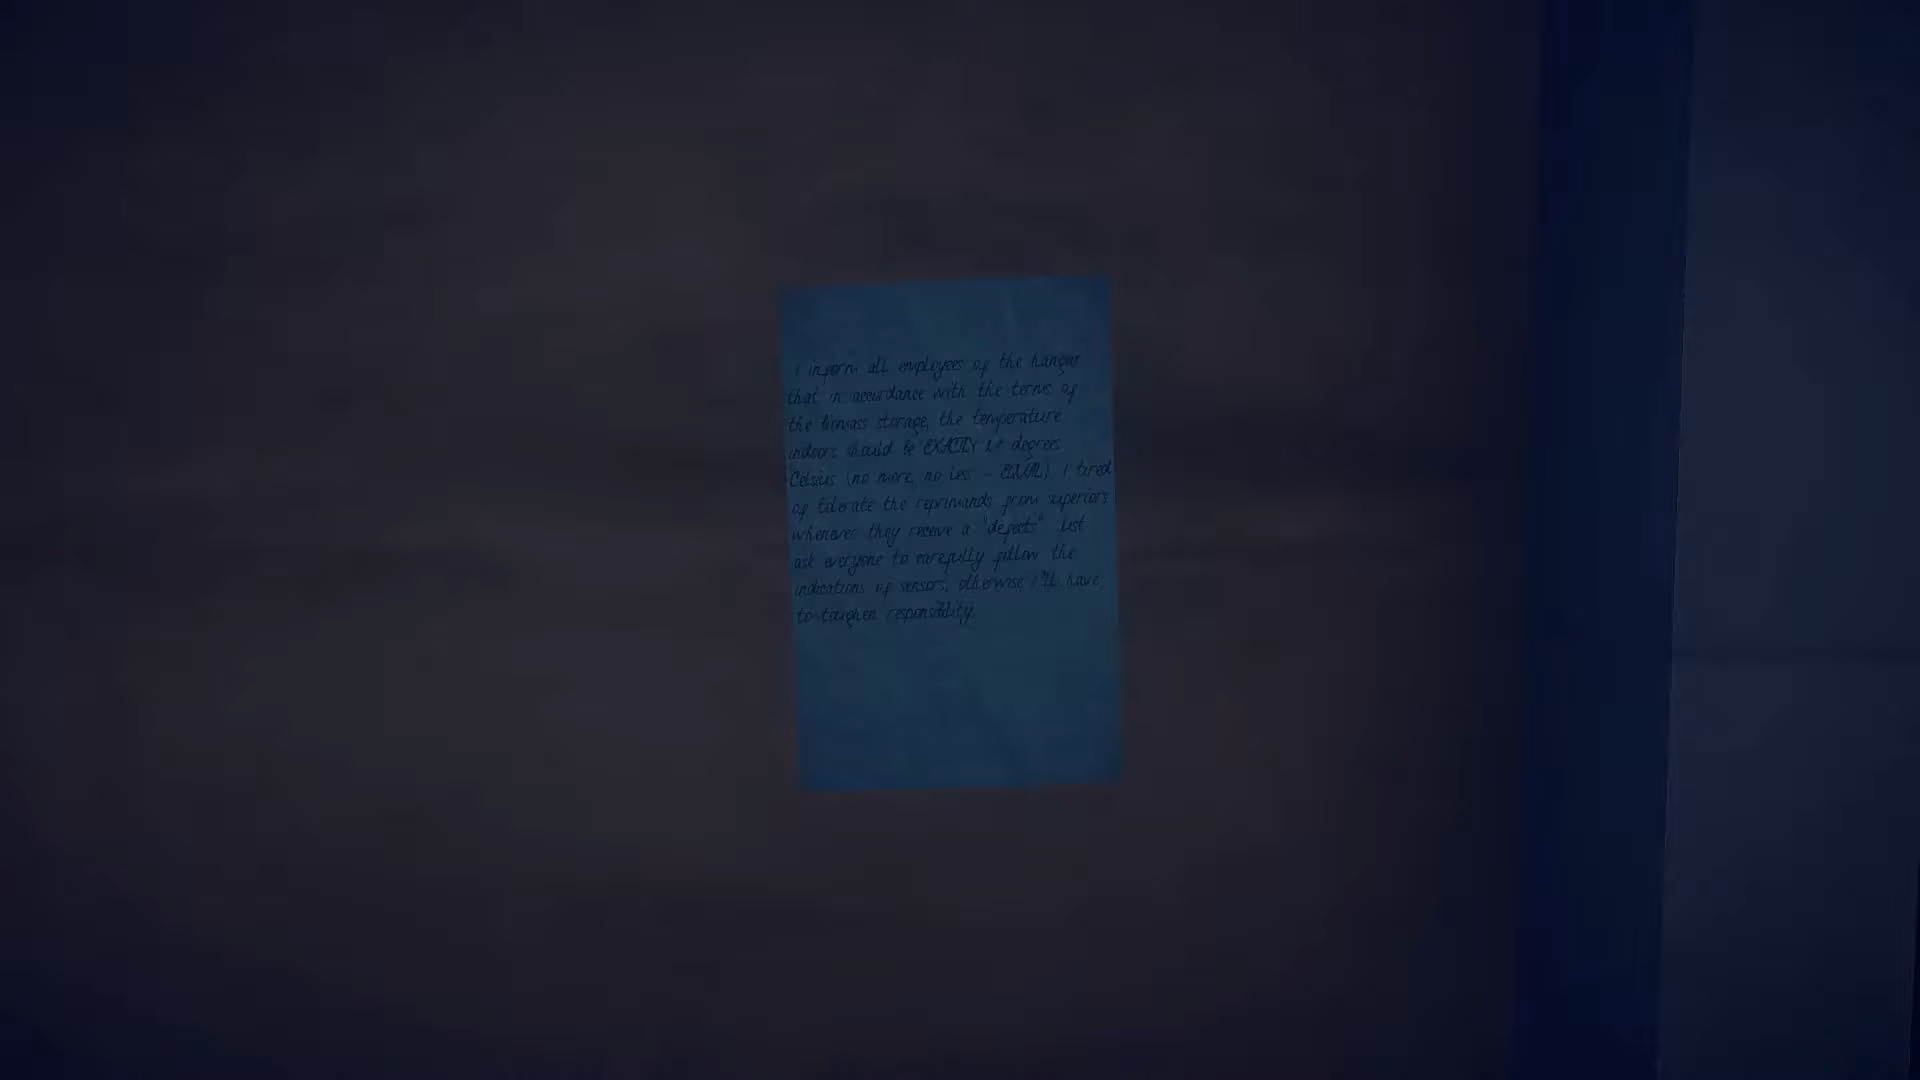 I inform all employees of the hangar
that in accordance with the terms of
the biomass storage, the temperature
indoors should be EXACTLY degrees
Celsius (no more, no less - EQUAL). I tired
of tolerate the reprimands from superiors
whenever they receive a "defects". Just
ask everyone to carefully follow the
indications of sensors, otherwise I'll have
to toughen responsibility.